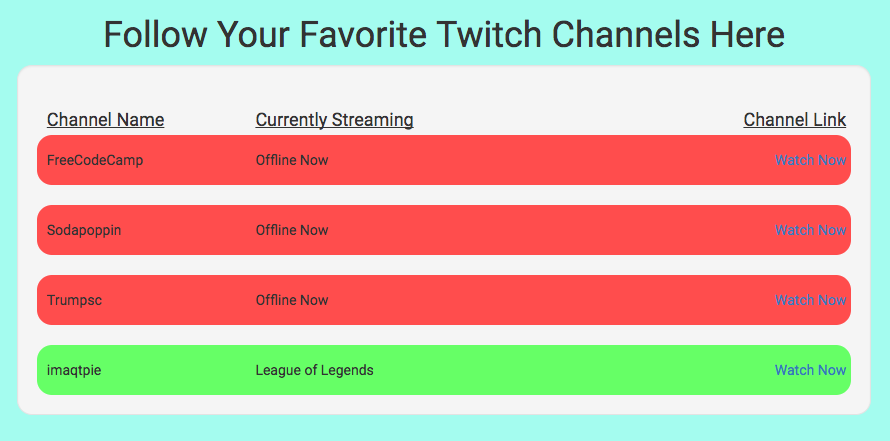 Follow Your Favorite Twitch Channels Here
Channel Name Currently Streaming Channel Link
FreeCodeCamp Offline Now Watch Now
Sodapoppin Offline Now Watch Now
Trumpsc Offline Now Watch Now
imaqtpie League of Legends Watch Now